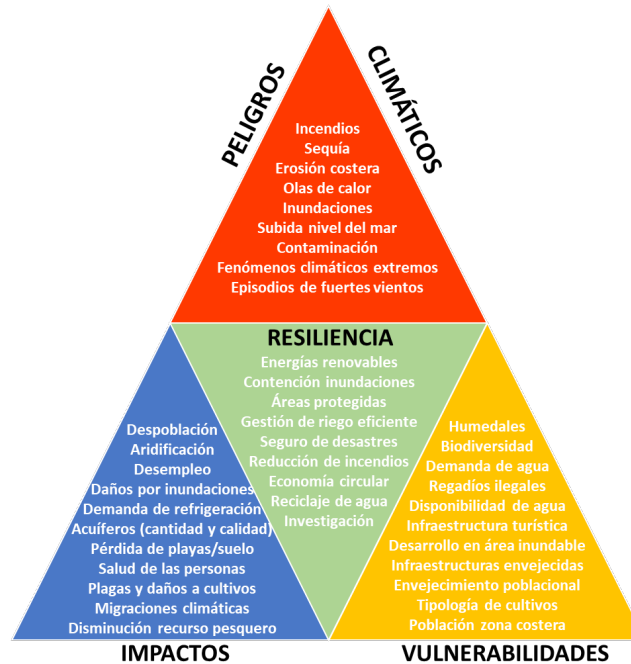 PELIGROS
CLIMÁTICOS
Incendios
Sequía
Erosión costera
Olas de calor
Inundaciones
Subida nivel del mar
Contaminación
Fenómenos climáticos extremos
Episodios de fuertes vientos
RESILIENCIA
Energías renovables
Contención inundaciones
Áreas protegidas
Gestión de riego eficiente
Seguro de desastres
Reducción de incendios
Economía circular
Reciclaje de agua
Investigación
Despoblación
Aridificación
Desempleo
Daños por inundaciones
Demanda de refrigeración
Acuíferos (cantidad y calidad)
Pérdida de playas/suelo
Salud de las personas
Plagas y daños a cultivos
Migraciones climáticas
Disminución recurso pesquero
IMPACTOS
Humedales
Biodiversidad
Demanda de agua
Regadíos ilegales
Disponibilidad de agua
Infraestructura turística
Desarrollo en área inundable
Infraestructuras envejecidas
Envejecimiento poblacional
Tipología de cultivos
Población zona costera
VULNERABILIDADES